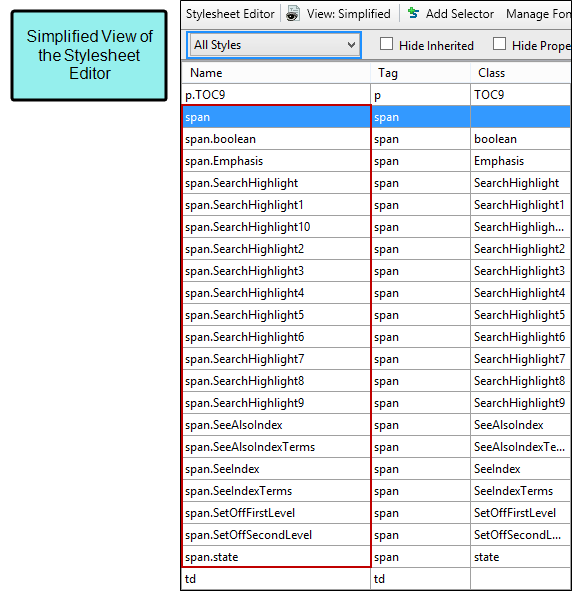 Simplified View of
the Stylesheet
Editor
Stylesheet Editor View: Simplified Add Selector Manage Fon
All Styles Hide Inherited Hide Prope
Name Tag Class
p.TOC9 p TOC9
span span
span.boolean span boolean
span.Emphasis span Emphasis
span.SearchHighlight span SearchHighlight
span.SearchHighlight1 span SearchHighlight1
span.SearchHighlight10 span SearchHighligh...
span.SearchHighlight2 span SearchHighlight2
span.SearchHighlight3 span SearchHighlight3
span.SearchHighlight4 span SearchHighlight4
span.SearchHighlight5 span SearchHighlight5
span.SearchHighlight6 span SearchHighlight6
span.SearchHighlight7 span SearchHighlight7
span.SearchHighlight8 span SearchHighlight8
span.SearchHighlight9 span SearchHighlight9
span.SeeAlsoIndex span SeeAlsoIndex
span.SeeAlsoIndexTerms span SeeAlsoIndexTe...
span.SeeIndex span SeeIndex
span.SeeIndexTerms span SeeIndexTerms
span.SetOffFirstLevel span SetOffFirstLevel
span.SetOffSecondLevel span SetOffSecondL...
span.state span state
td td